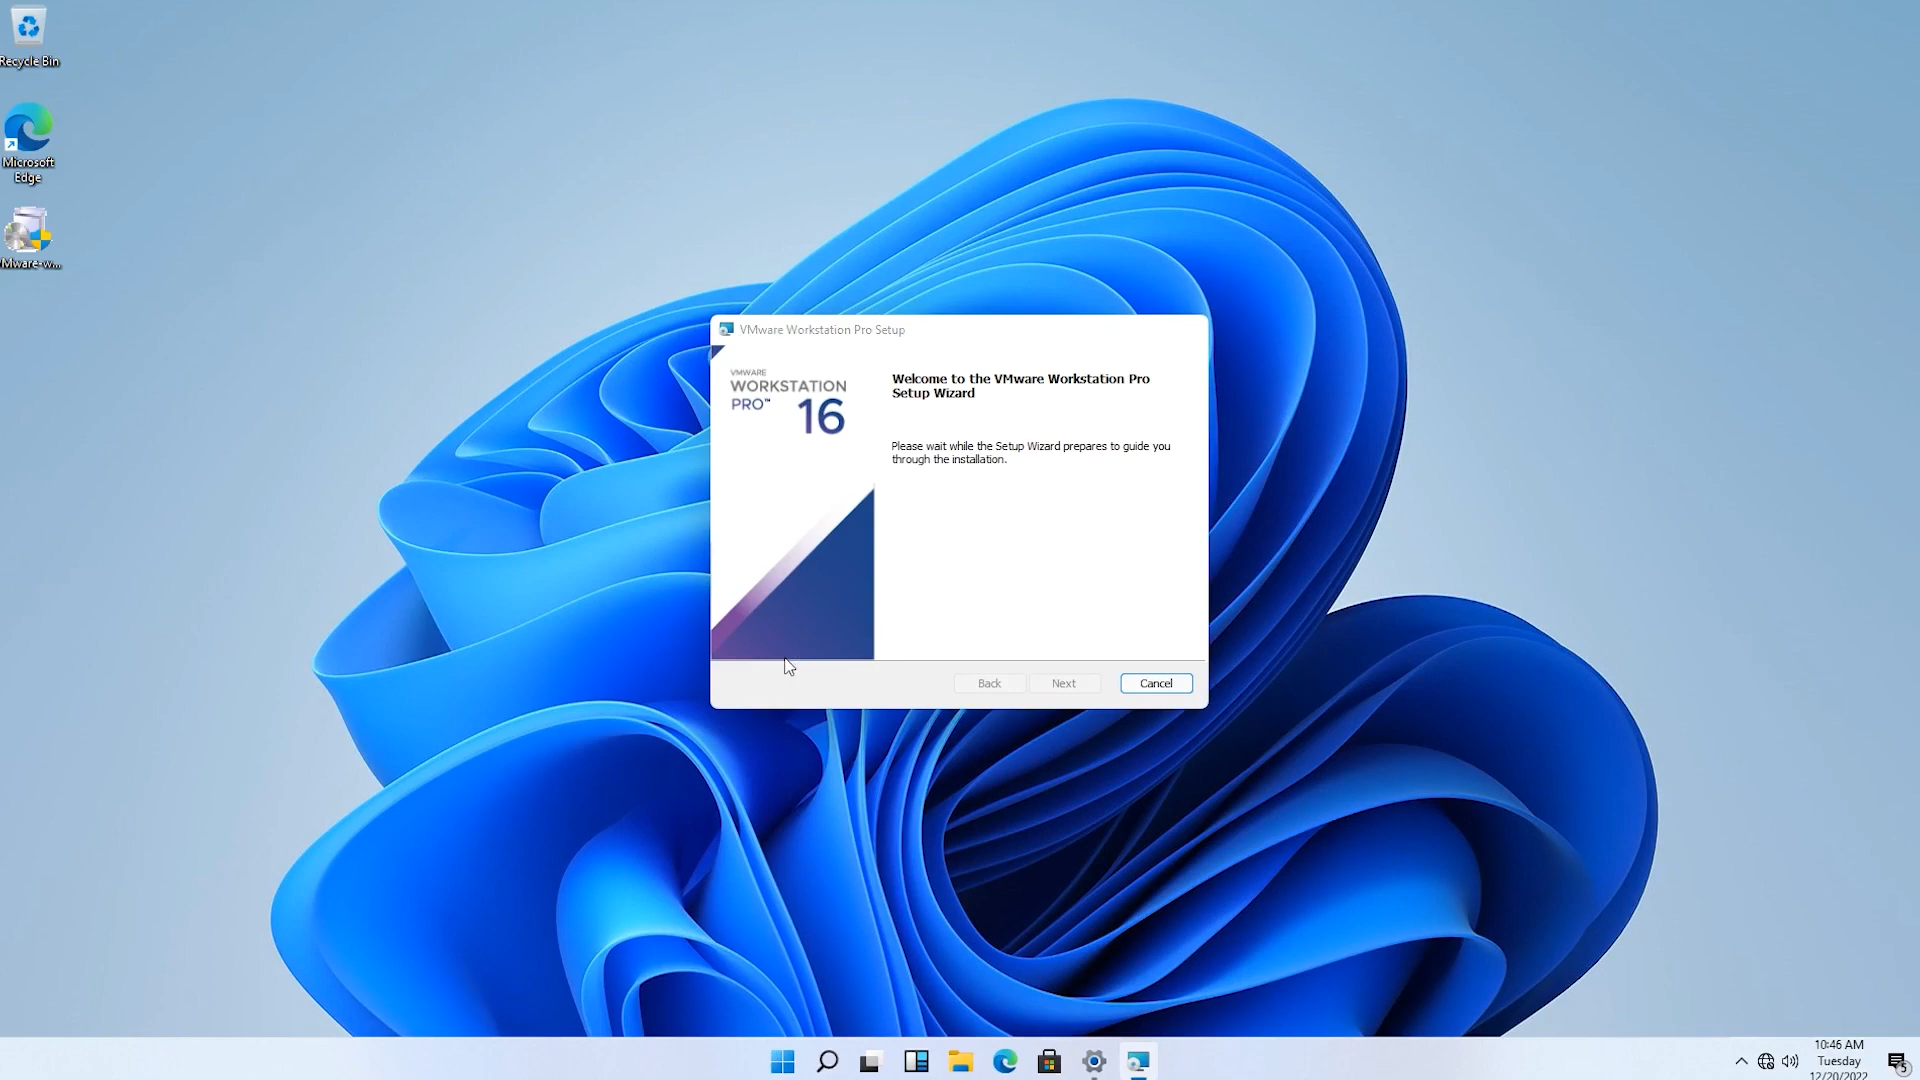 Recycle Bin
Microsoft
Edge
VMware-w...
VMware Workstation Pro Setup
VMWARE
WORKSTATION
PRO™
16
Welcome to the VMware Workstation Pro
Setup Wizard
Please wait while the Setup Wizard prepares to guide you
through the installation.
Back
Next
Cancel
10:46 AM
Tuesday
12/20/2022
5